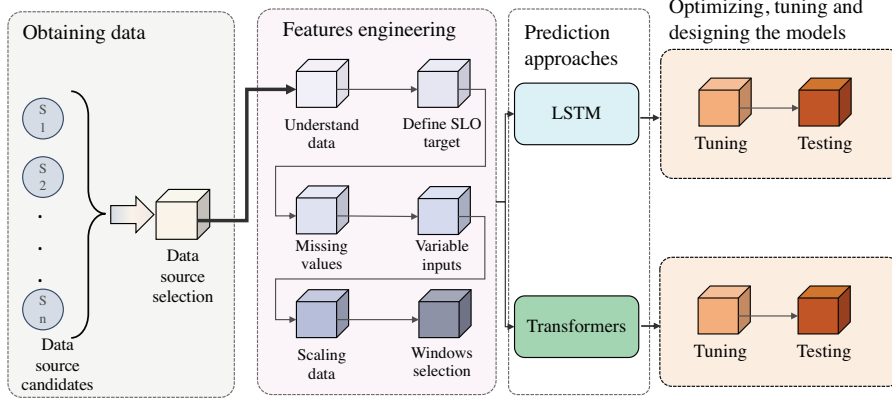 Obtaining data
S
1
S
2
.
.
.
S
n
Data
source
candidates
Data
source
selection
Features engineering
Understand
data
Define SLO
target
Missing
values
Variable
inputs
Scaling
data
Windows
selection
Prediction
approaches
LSTM
Transformers
Optimizing, tuning and
designing the models
Tuning
Testing
Tuning
Testing